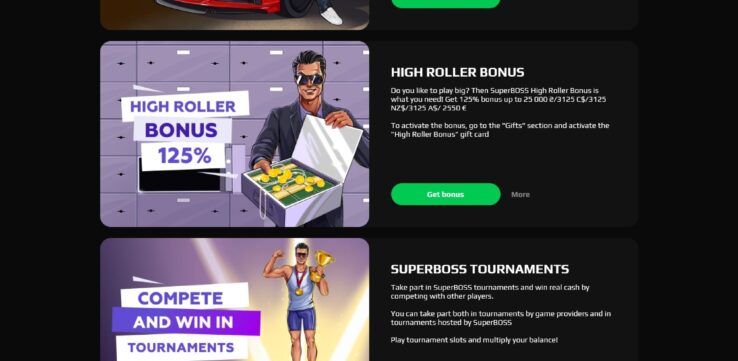 HIGH ROLLER
BONUS
125%
HIGH ROLLER BONUS
Do you like to play big? Then SuperBOSS High Roller Bonus is
what you need! Get 125% bonus up to 25 000 ₴/3125 C$/3125
NZ$/3125 A$/ 2550 €
To activate the bonus, go to the "Gifts" section and activate the
"High Roller Bonus" gift card
Get bonus
More
COMPETE
AND WIN IN
TOURNAMENTS
SUPERBOSS TOURNAMENTS
Take part in SuperBOSS tournaments and win real cash by
competing with other players.
You can take part both in tournaments by game providers and in
tournaments hosted by SuperBOSS
Play tournament slots and multiply your balance!